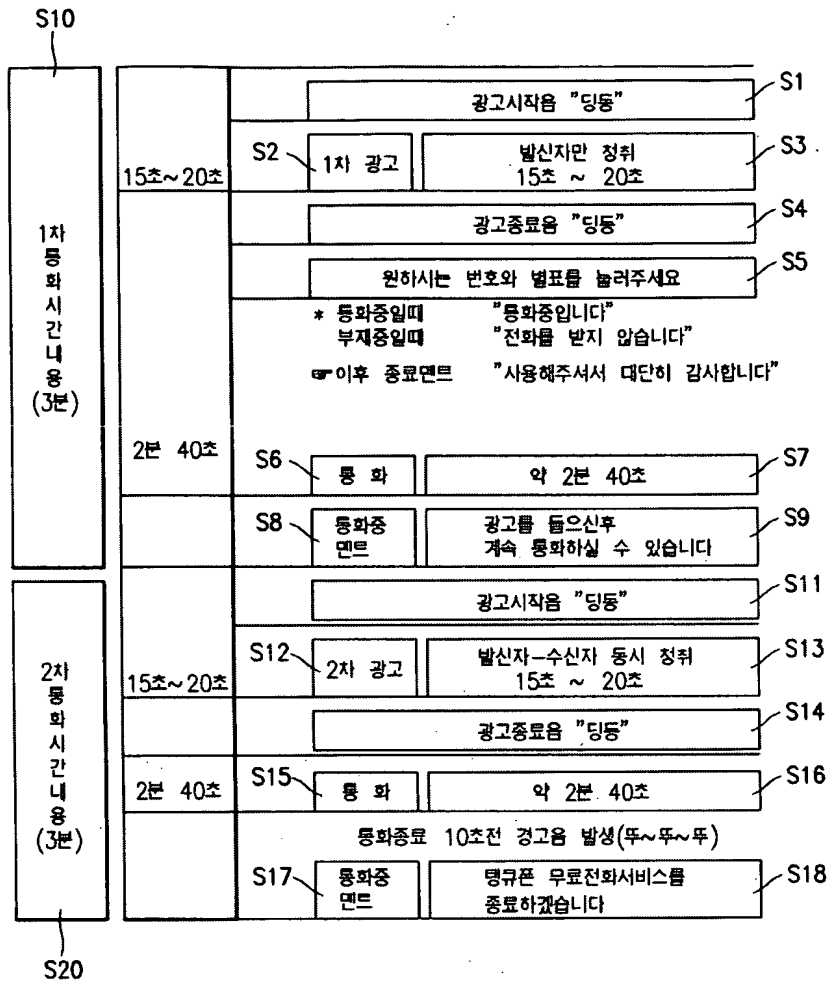 S10
광고시작음 "딩동" S1
15초~20초 S2 1차 광고 발신자만 청취 S3
15초 ~ 20초
광고종료음 "딩동" S4
원하시는 번호와 별표를 눌러주세요 S5
1차
통화시간내용
(3분)
* 통화중일때 "통화중입니다"
부재중일때 "전화를 받지 않습니다"
☞이후 종료멘트 "사용해주셔서 대단히 감사합니다"
2분 40초 S6 통 화 약 2분 40초 S7
S8 통화중 광고를 들으신후 S9
멘트 계속 통화하실 수 있습니다
광고시작음 "딩동" S11
15초~20초 S12 2차 광고 발신자-수신자 동시 청취 S13
15초 ~ 20초
광고종료음 "딩동" S14
2차
통화시간내용
(3분)
2분 40초 S15 통 화 약 2분 40초 S16
통화종료 10초전 경고음 발생(뚜~뚜~뚜)
S17 통화중 탱큐폰 무료전화서비스를 S18
멘트 종료하겠습니다
S20